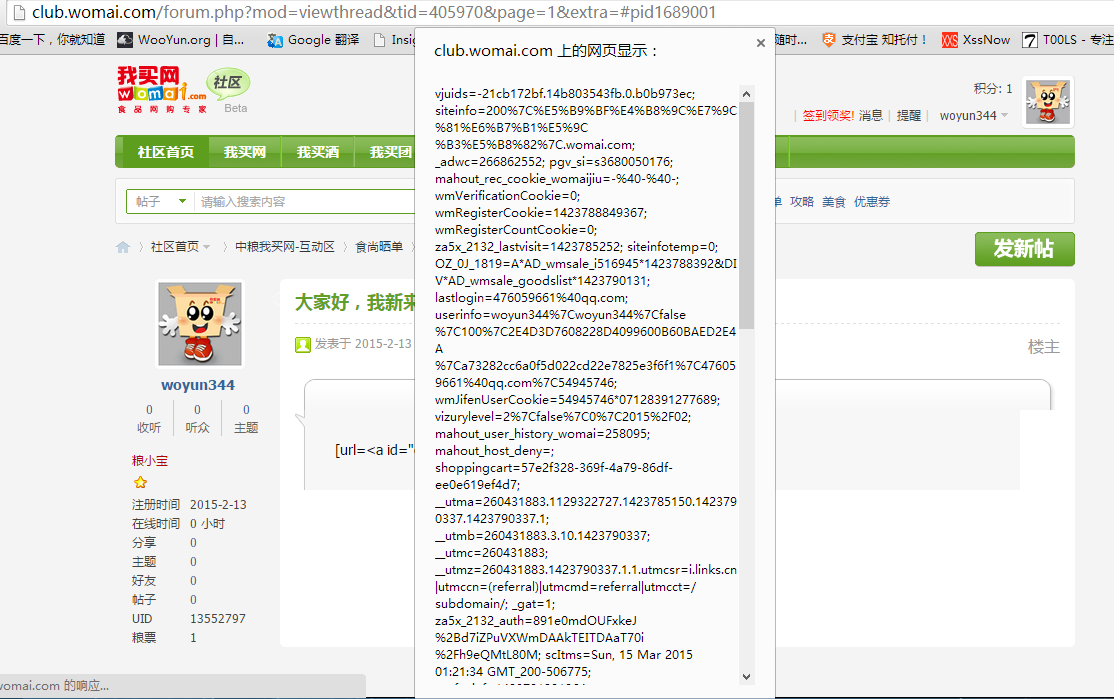 club.womai.com/forum.php?mod=viewthread&tid=405970&page=1&extra=#pid1689001
百度一下，你就知道 WooYun.org | 自... Google 翻译 Insig 随时... 支付宝 知托付！ XssNow T00LS - 专注
club.womai.com 上的网页显示：
我买网
womai.com
食品网购专家
社区
Beta
积分: 1
签到领奖! 消息 提醒 woyun344
社区首页 我买网 我买酒 我买团
帖子 请输入搜索内容
单 攻略 美食 优惠券
社区首页 中粮我买网-互动区 食尚晒单
发新帖
大家好，我新来
发表于 2015-2-13
楼主
[url=<a id="
woyun344
0 0 0
收听 听众 主题
粮小宝
注册时间 2015-2-13
在线时间 0 小时
分享 0
主题 0
好友 0
帖子 0
UID 13552797
粮票 1
vjuids=-21cb172bf.14b803543fb.0.b0b973ec;
siteinfo=200%7C%E5%B9%BF%E4%B8%9C%E7%9C
%81%E6%B7%B1%E5%9C
%B3%E5%B8%82%7C.womai.com;
_adwc=266862552; pgv_si=s3680050176;
mahout_rec_cookie_womaijiu=-%40-%40-;
wmVerificationCookie=0;
wmRegisterCookie=1423788849367;
wmRegisterCountCookie=0;
za5x_2132_lastvisit=1423785252; siteinfotemp=0;
OZ_0J_1819=A*AD_wmsale_i516945*1423788392&DI
V*AD_wmsale_goodslist*1423790131;
lastlogin=476059661%40qq.com;
userinfo=woyun344%7Cwoyun344%7Cfalse
%7C100%7C2E4D3D7608228D4099600B60BAED2E4
A
%7Ca73282cc6a0f5d022cd22e7825e3f6f1%7C47605
9661%40qq.com%7C54945746;
wmJifenUserCookie=54945746*07128391277689;
vizurylevel=2%7Cfalse%7C0%7C2015%2F02;
mahout_user_history_womai=258095;
mahout_host_deny=;
shoppingcart=57e2f328-369f-4a79-86df-
ee0e619ef4d7;
__utma=260431883.1129322727.1423785150.142379
0337.1423790337.1;
__utmb=260431883.3.10.1423790337;
__utmc=260431883;
__utmz=260431883.1423790337.1.1.utmcsr=i.links.cn
|utmccn=(referral)|utmcmd=referral|utmcct=/
subdomain/; _gat=1;
za5x_2132_auth=891e0mdOUFxkeJ
%2Bd7iZPuVXWmDAAkTEITDAaT70i
%2Fh9eQMtL80M; scItms=Sun, 15 Mar 2015
01:21:34 GMT_200-506775;
womai.com 的响应...